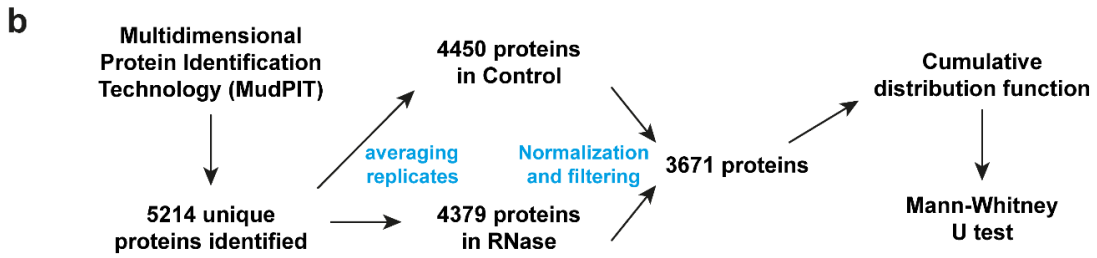 b
Multidimensional
Protein Identification
Technology (MudPIT)
5214 unique
proteins identified
4450 proteins
in Control
averaging
replicates
4379 proteins
in RNase
Normalization
and filtering
3671 proteins
Cumulative
distribution function
Mann-Whitney
U test